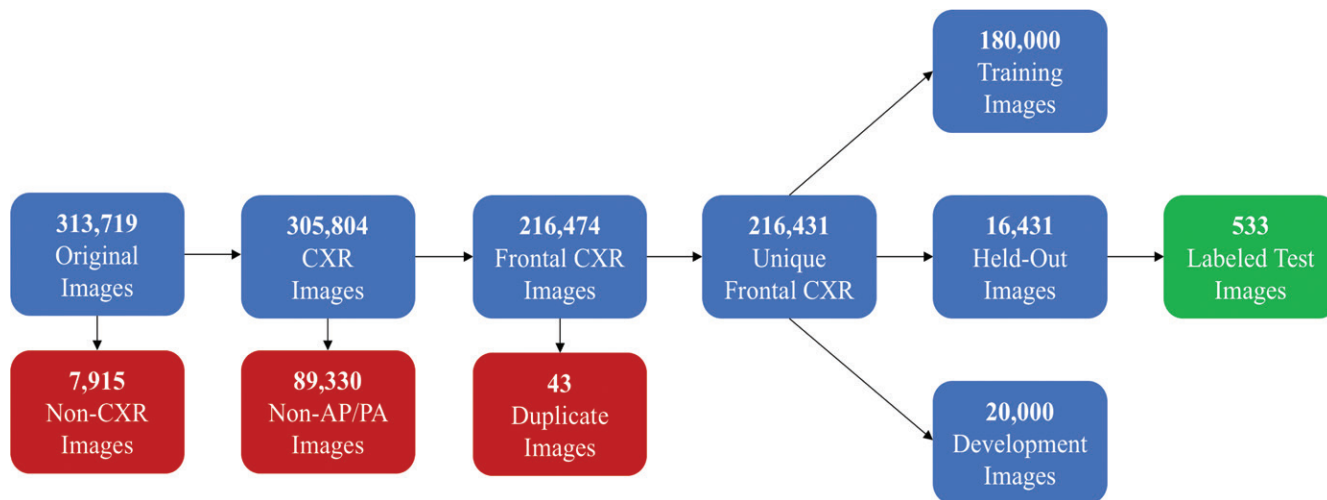 180,000
Training
Images
313,719
Original
Images
305,804
CXR
Images
216,474
Frontal CXR
Images
216,431
Unique
Frontal CXR
16,431
Held-Out
Images
533
Labeled Test
Images
7,915
Non-CXR
Images
89,330
Non-AP/PA
Images
43
Duplicate
Images
20,000
Development
Images